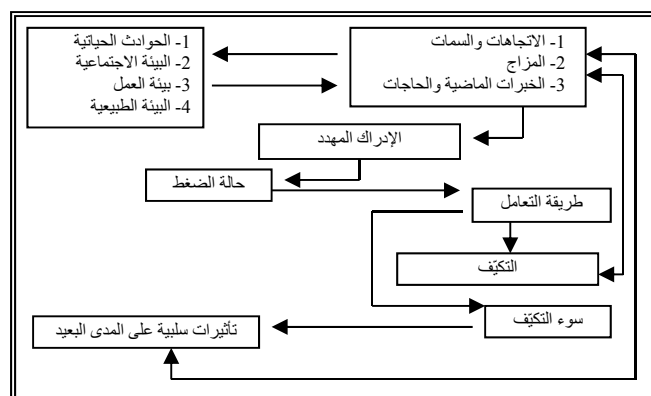 1- الاتجاهات والسمات
2- المزاج
3- الخبرات الماضية والحاجات
1- الحوادث الحياتية
2- البيئة الاجتماعية
3- بيئة العمل
4- البيئة الطبيعية
الإدراك المهدد
حالة الضغط
طريقة التعامل
التكيّف
سوء التكيّف
تأثيرات سلبية على المدى البعيد